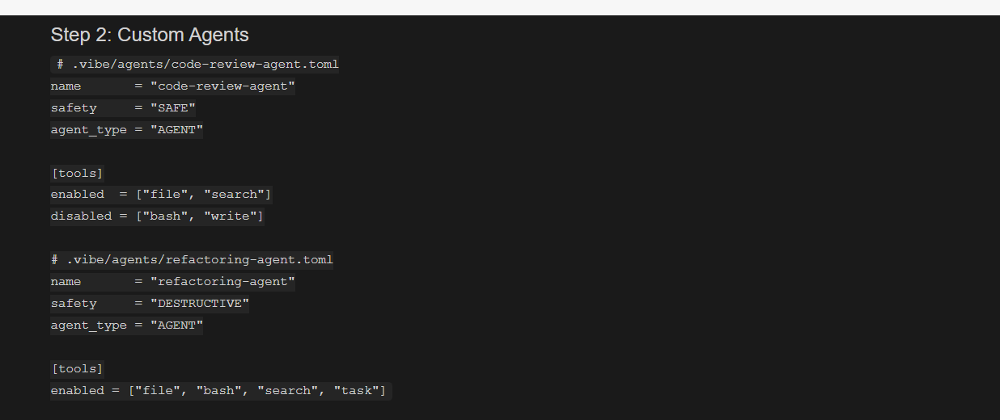 Step 2: Custom Agents
# .vibe/agents/code-review-agent.toml
name       = "code-review-agent"
safety     = "SAFE"
agent_type = "AGENT"
[tools]
enabled  = ["file", "search"]
disabled = ["bash", "write"]
# .vibe/agents/refactoring-agent.toml
name       = "refactoring-agent"
safety     = "DESTRUCTIVE"
agent_type = "AGENT"
[tools]
enabled = ["file", "bash", "search", "task"]